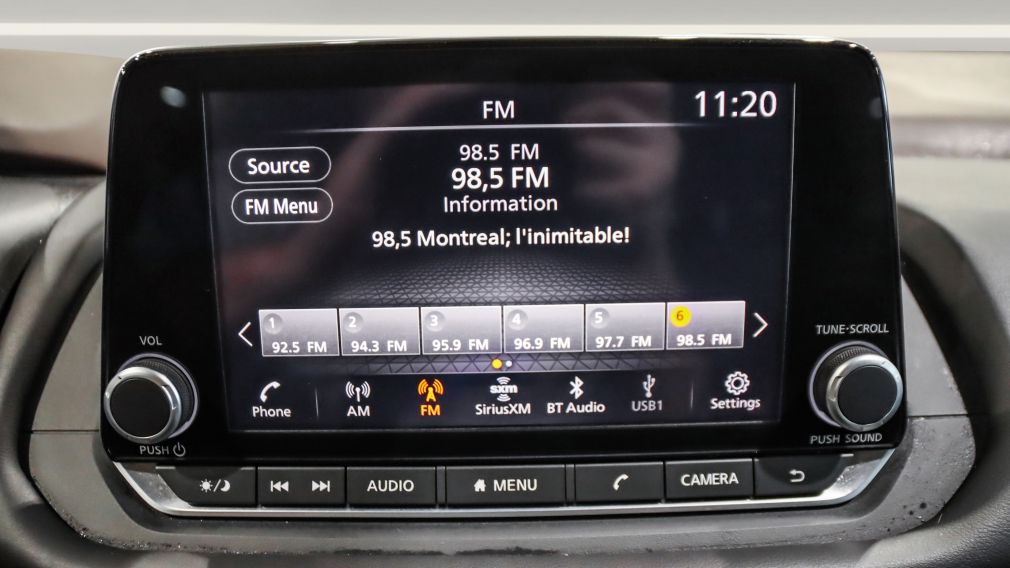 FM
11:20
Source
98.5 FM
98,5 FM
FM Menu
Information
98,5 Montreal; l'inimitable!
1 2 3 4 5 6
92.5 FM 94.3 FM 95.9 FM 96.9 FM 97.7 FM 98.5 FM
VOL
TUNE·SCROLL
sxm
Phone AM FM SiriusXM BT Audio USB1 Settings
PUSH
PUSH SOUND
AUDIO MENU CAMERA